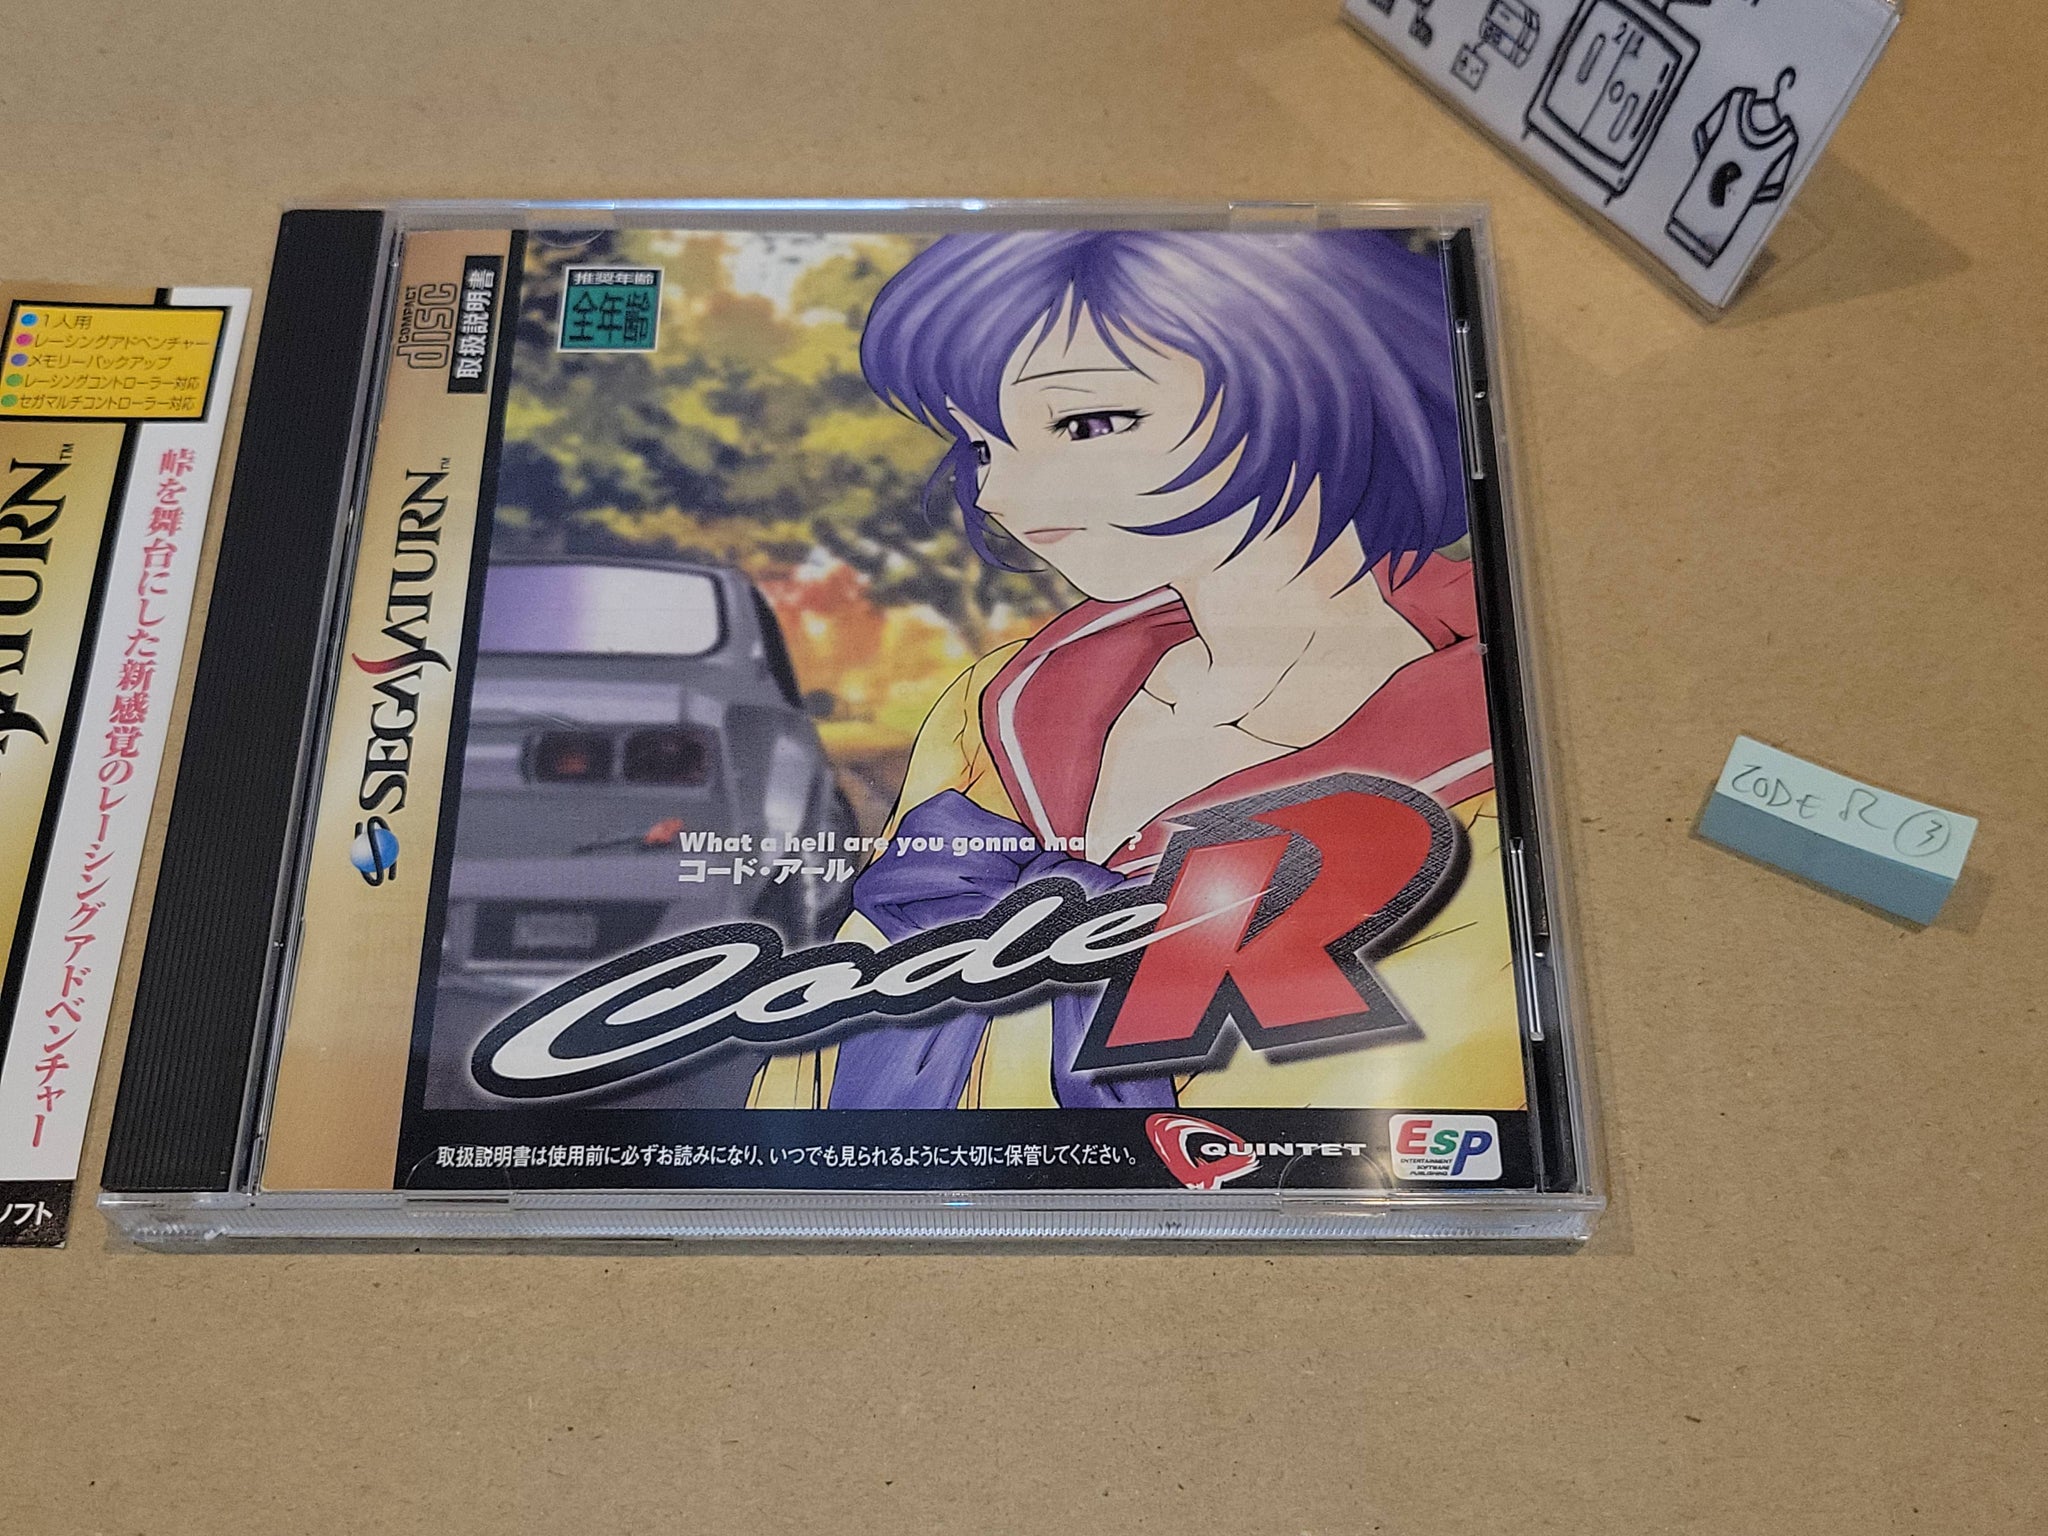 1人用
レーシングアドベンチャー
メモリーバックアップ
レーシングコントローラー対応
セガマルチコントローラー対応
峠を舞台にした新感覚のレーシングアドベンチャー
ソフト
COMPACT
disc
取扱説明書
SEGA SATURN™
推奨年齢
全年齢
What a hell are you gonna ma ?
コード・アール
Code R
取扱説明書は使用前に必ずお読みになり、いつでも見られるように大切に保管してください。
QUINTET
ESP
ENTERTAINMENT
SOFTWARE
PUBLISHING
CODE R ③